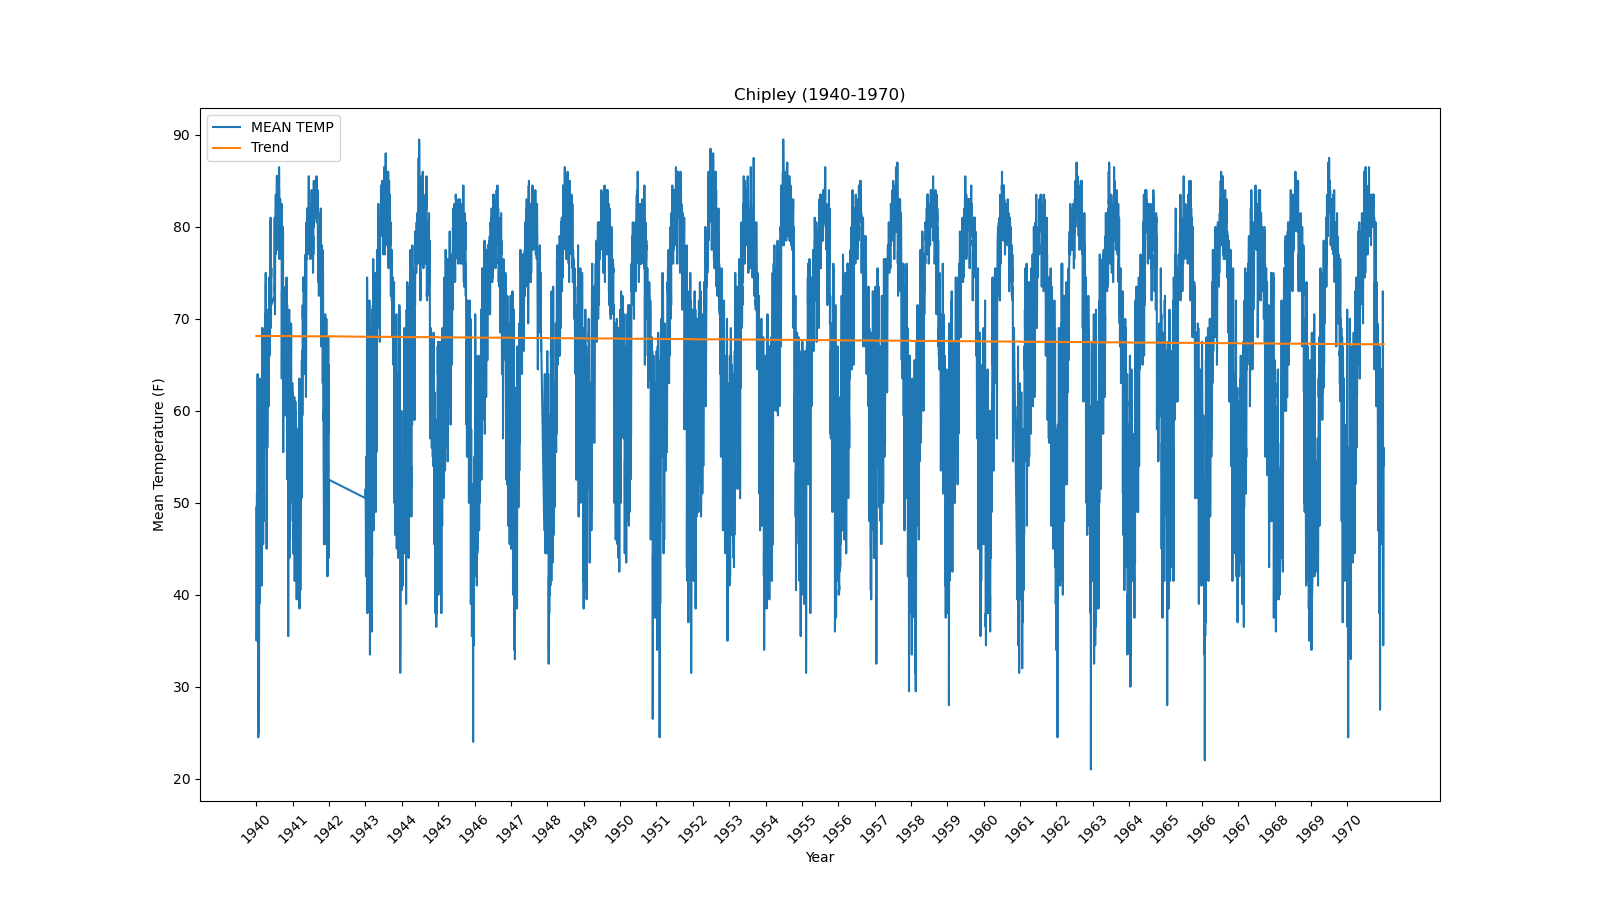 Chipley (1940-1970)
MEAN TEMP
Trend
90
80
70
60
50
40
30
20
Mean Temperature (F)
1940 1941 1942 1943 1944 1945 1946 1947 1948 1949 1950 1951 1952 1953 1954 1955 1956 1957 1958 1959 1960 1961 1962 1963 1964 1965 1966 1967 1968 1969 1970
Year